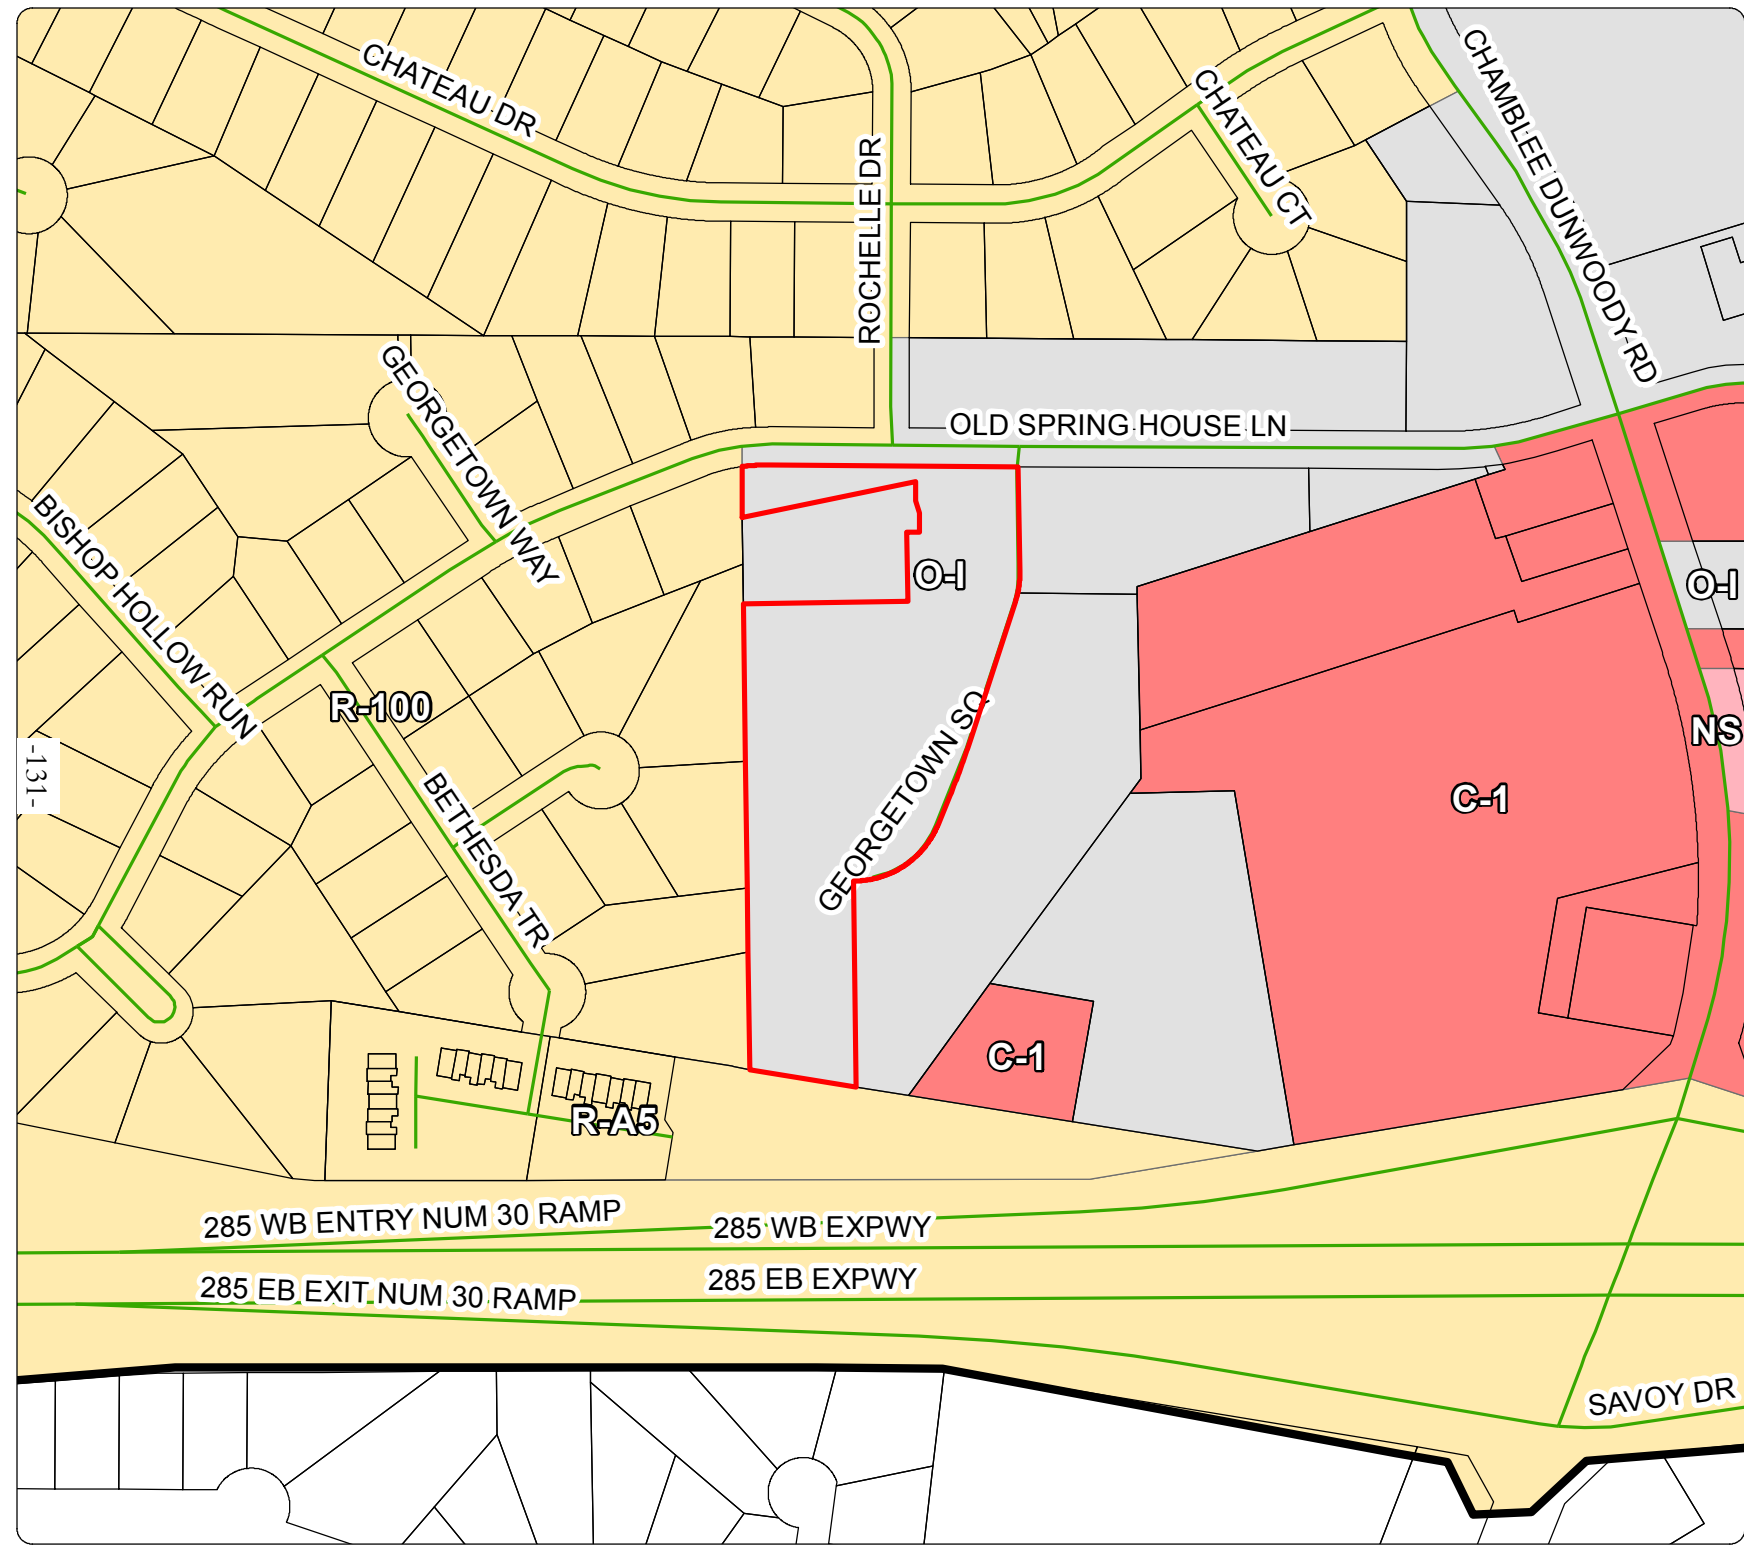 CHATEAU DR
CHATEAU CT
CHAMBLEE DUNWOODY RD
ROCHELLE DR
GEORGETOWN WAY
OLD SPRING HOUSE LN
BISHOP HOLLOW RUN
O-I
O-I
R-100
GEORGETOWN SQ
NS
-131-
C-1
BETHESDA TR
C-1
R-A5
285 WB ENTRY NUM 30 RAMP
285 WB EXPWY
285 EB EXIT NUM 30 RAMP
285 EB EXPWY
SAVOY DR